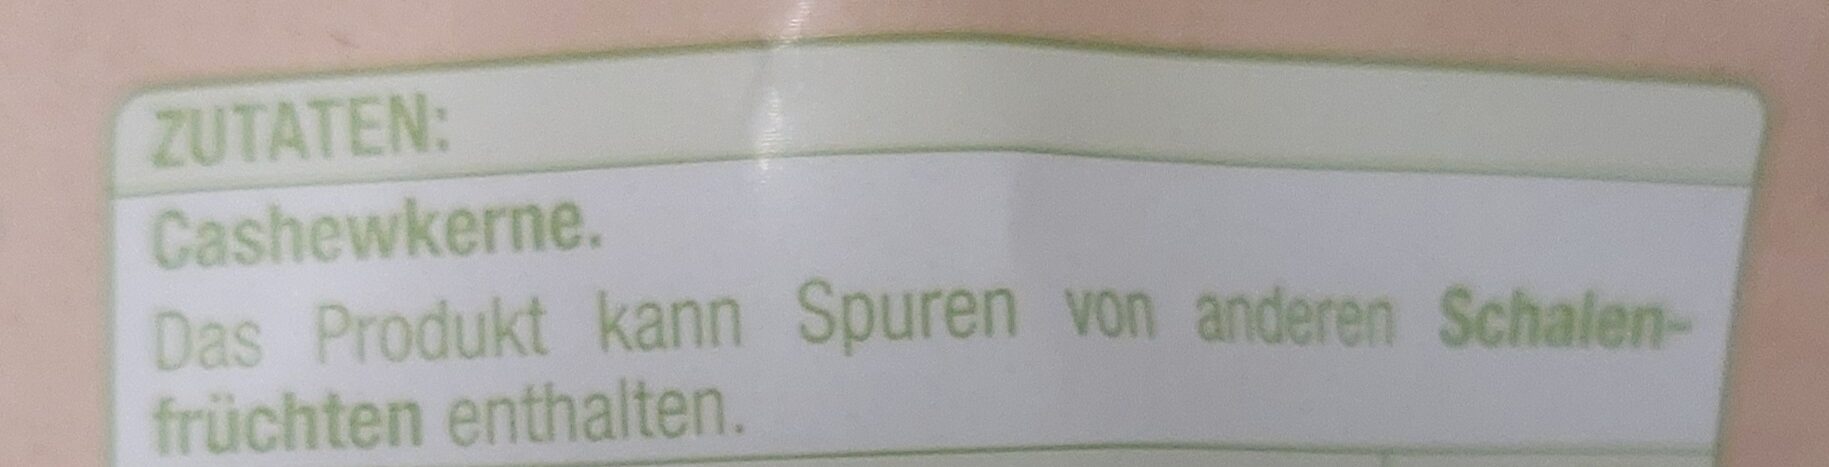 ZUTATEN:
Cashewkerne.
Das Produkt kann Spuren von anderen Schalen-
früchten enthalten.